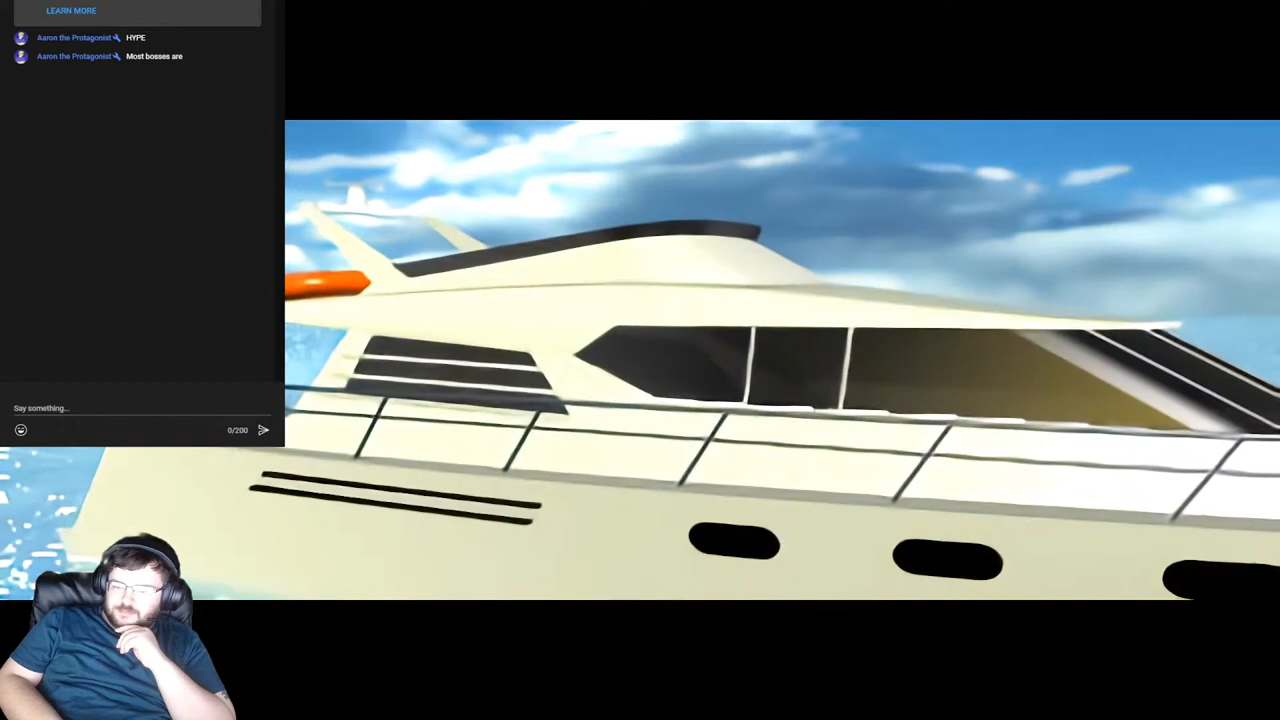 LEARN MORE
Aaron the Protagonist HYPE
Aaron the Protagonist Most bosses are
Say something...
0/200